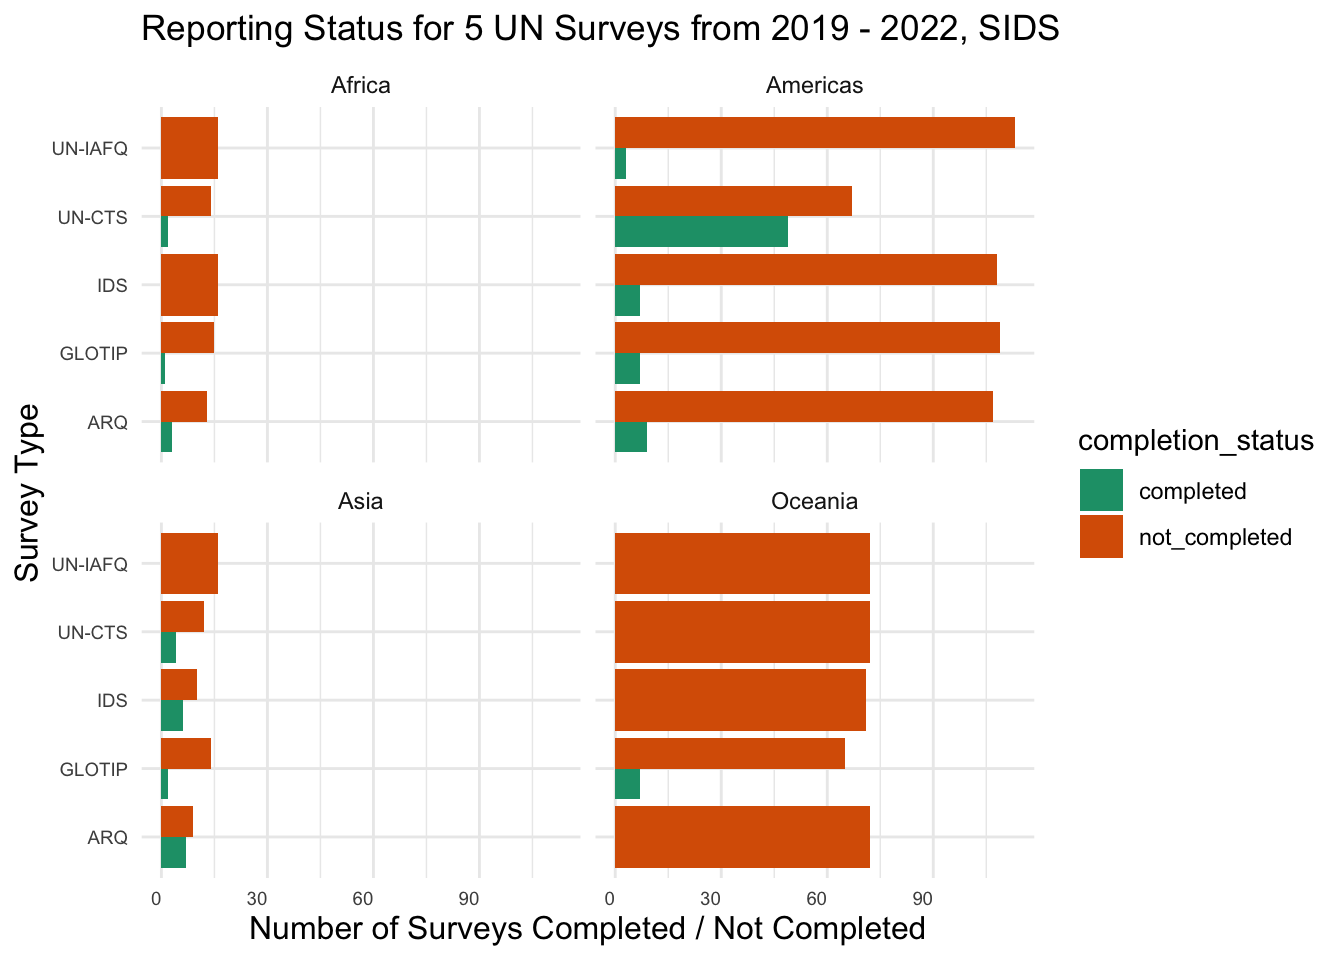 Reporting Status for 5 UN Surveys from 2019 - 2022, SIDS
Africa
Americas
UN-IAFQ
UN-CTS
IDS
GLOTIP
ARQ
Asia
Oceania
UN-IAFQ
UN-CTS
IDS
GLOTIP
ARQ
0 30 60 90
0 30 60 90
Number of Surveys Completed / Not Completed
Survey Type
completion_status
completed
not_completed